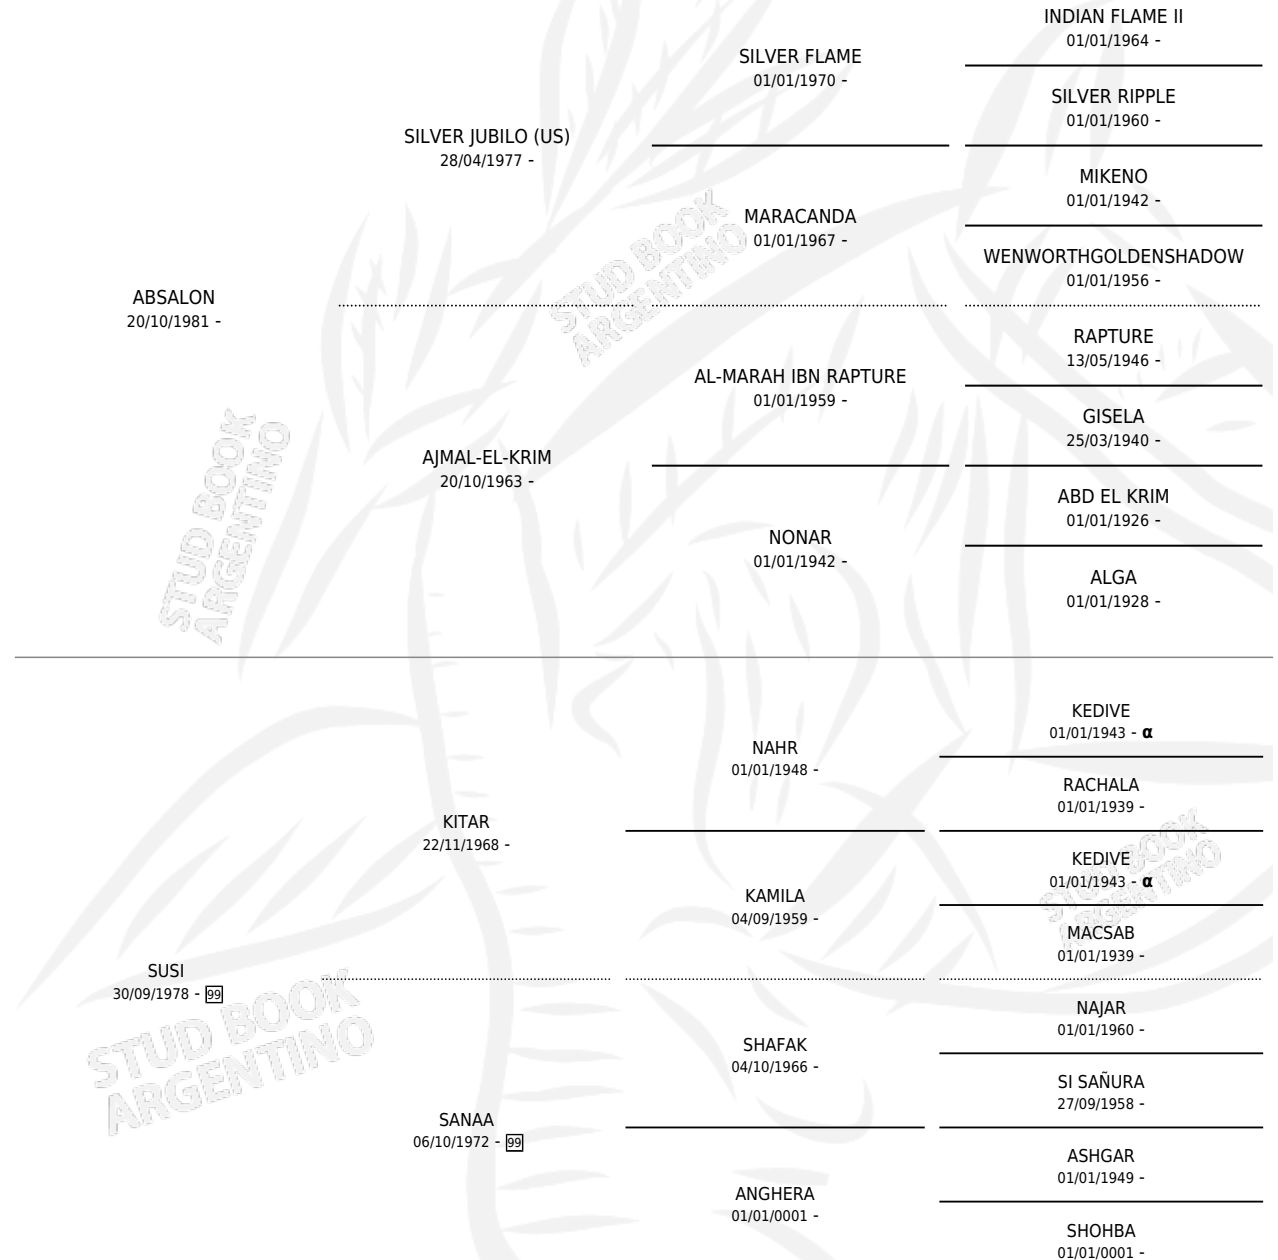 INDIAN FLAME II
01/01/1964 -
SILVER FLAME
01/01/1970 -
SILVER RIPPLE
01/01/1960 -
SILVER JUBILO (US)
28/04/1977 -
MIKENO
01/01/1942 -
MARACANDA
01/01/1967 -
WENWORTHGOLDENSHADOW
01/01/1956 -
STUD BOOK
ARGENTINO
ABSALON
20/10/1981 -
RAPTURE
13/05/1946 -
AL-MARAH IBN RAPTURE
01/01/1959 -
GISELA
25/03/1940 -
AJMAL-EL-KRIM
20/10/1963 -
ABD EL KRIM
01/01/1926 -
NONAR
01/01/1942 -
ALGA
01/01/1928 -
STUD BOOK
ARGENTINO
KEDIVE
01/01/1943 - α
NAHR
01/01/1948 -
RACHALA
01/01/1939 -
KITAR
22/11/1968 -
KEDIVE
01/01/1943 - α
KAMILA
04/09/1959 -
MACSAB
01/01/1939 -
STUD BOOK
ARGENTINO
SUSI
30/09/1978 - 99
NAJAR
01/01/1960 -
SHAFAK
04/10/1966 -
SI SAÑURA
27/09/1958 -
STUD BOOK
ARGENTINO
SANAA
06/10/1972 - 99
ASHGAR
01/01/1949 -
ANGHERA
01/01/0001 -
SHOHBA
01/01/0001 -